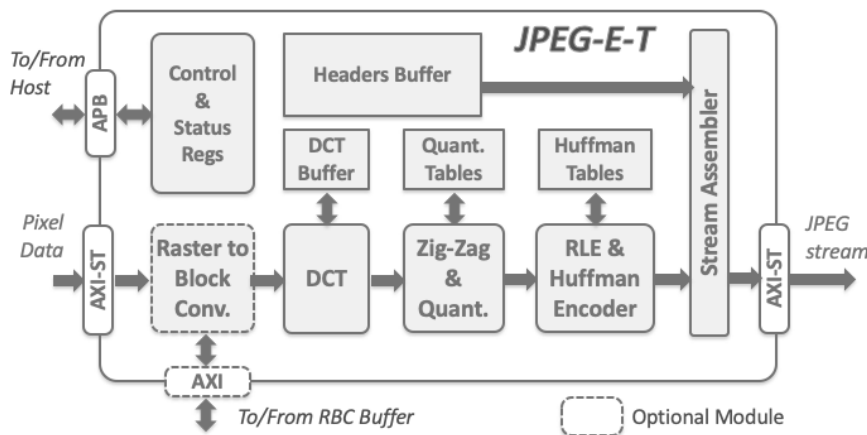 JPEG-E-T
To/From
Host
APB
Control
&
Status
Regs
Headers Buffer
DCT
Buffer
Quant.
Tables
Huffman
Tables
Stream Assembler
Pixel
Data
AXI-ST
Raster to
Block
Conv.
DCT
Zig-Zag
&
Quant.
RLE &
Huffman
Encoder
AXI-ST
JPEG
stream
AXI
To/From RBC Buffer
Optional Module